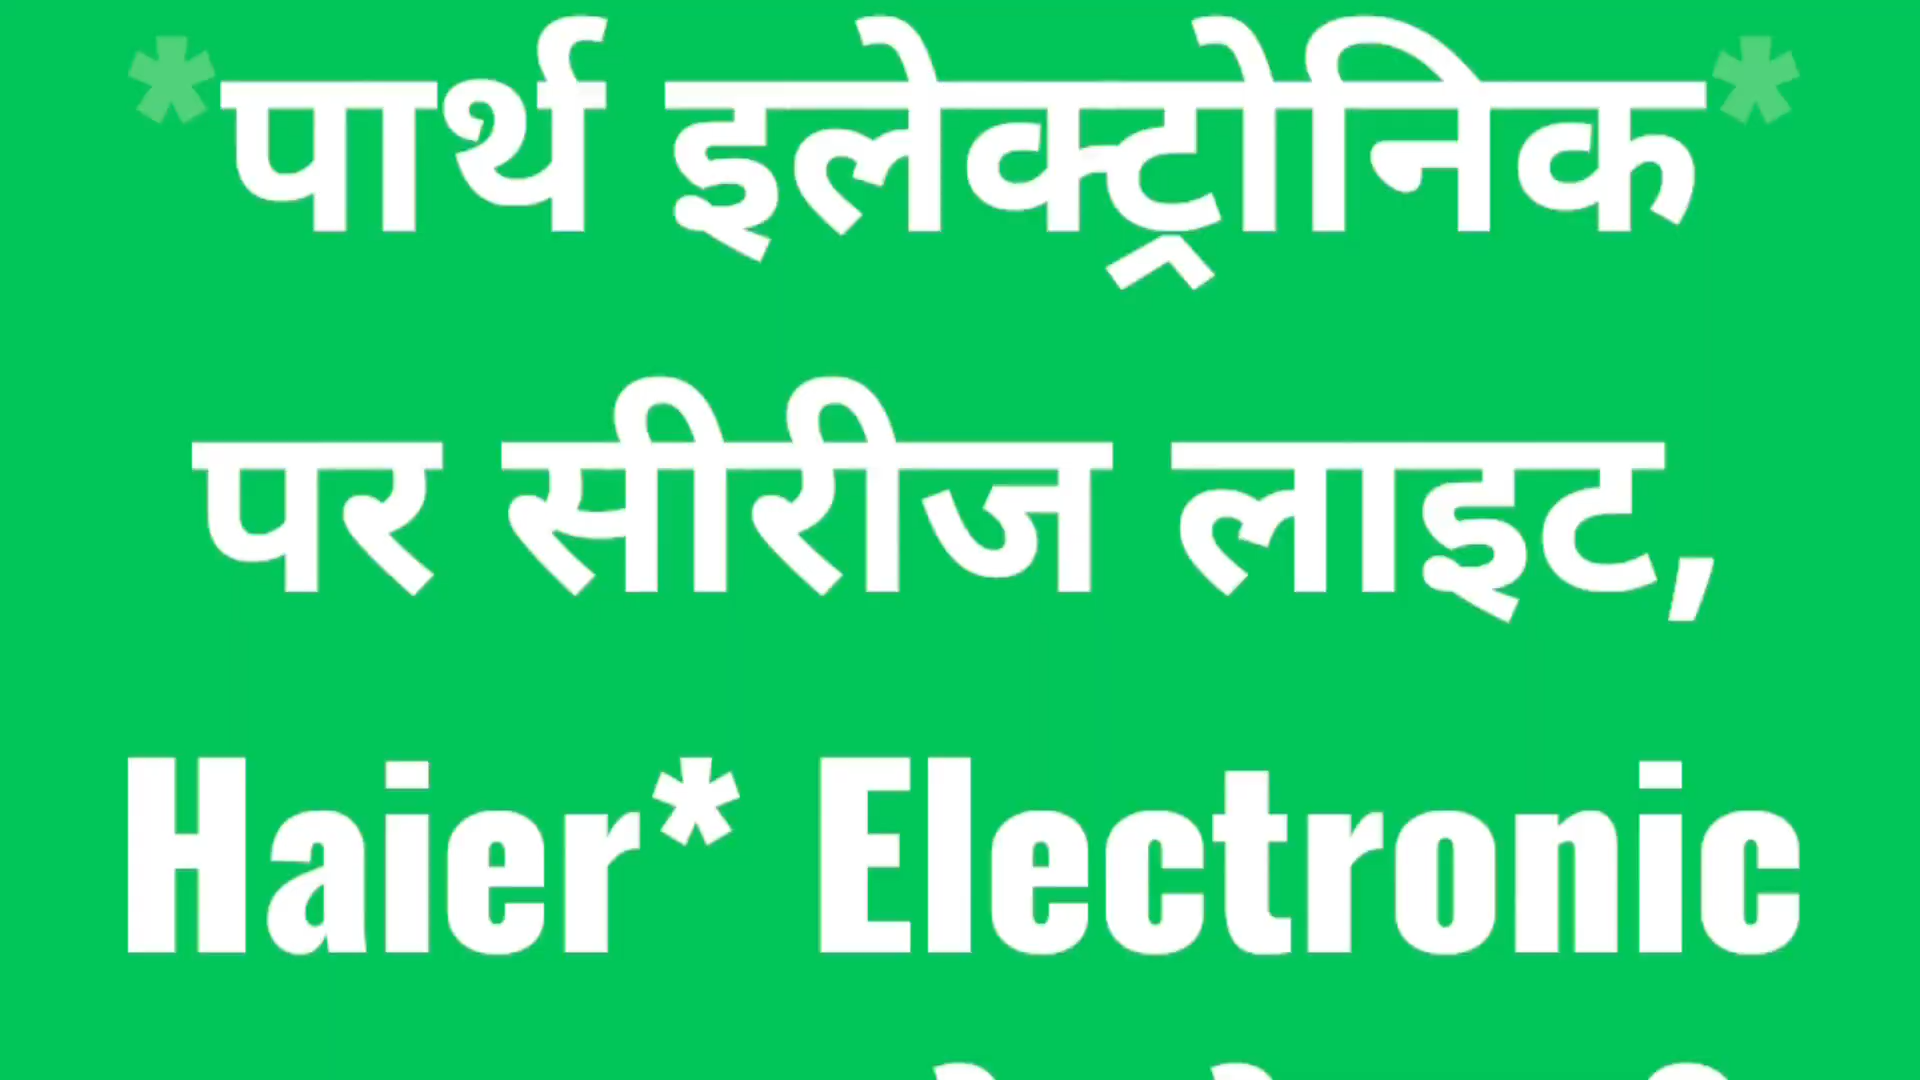 *पार्थ इलेक्ट्रोनिक*
पर सीरीज लाइट,
Haier* Electronic